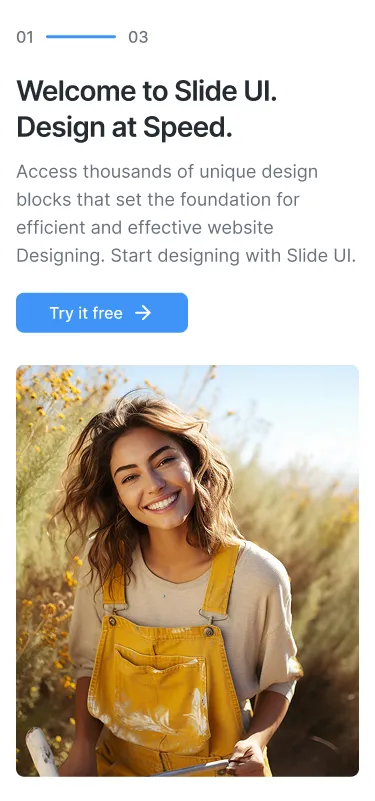 01 03
Welcome to Slide UI.
Design at Speed.
Access thousands of unique design
blocks that set the foundation for
efficient and effective website
Designing. Start designing with Slide UI.
Try it free